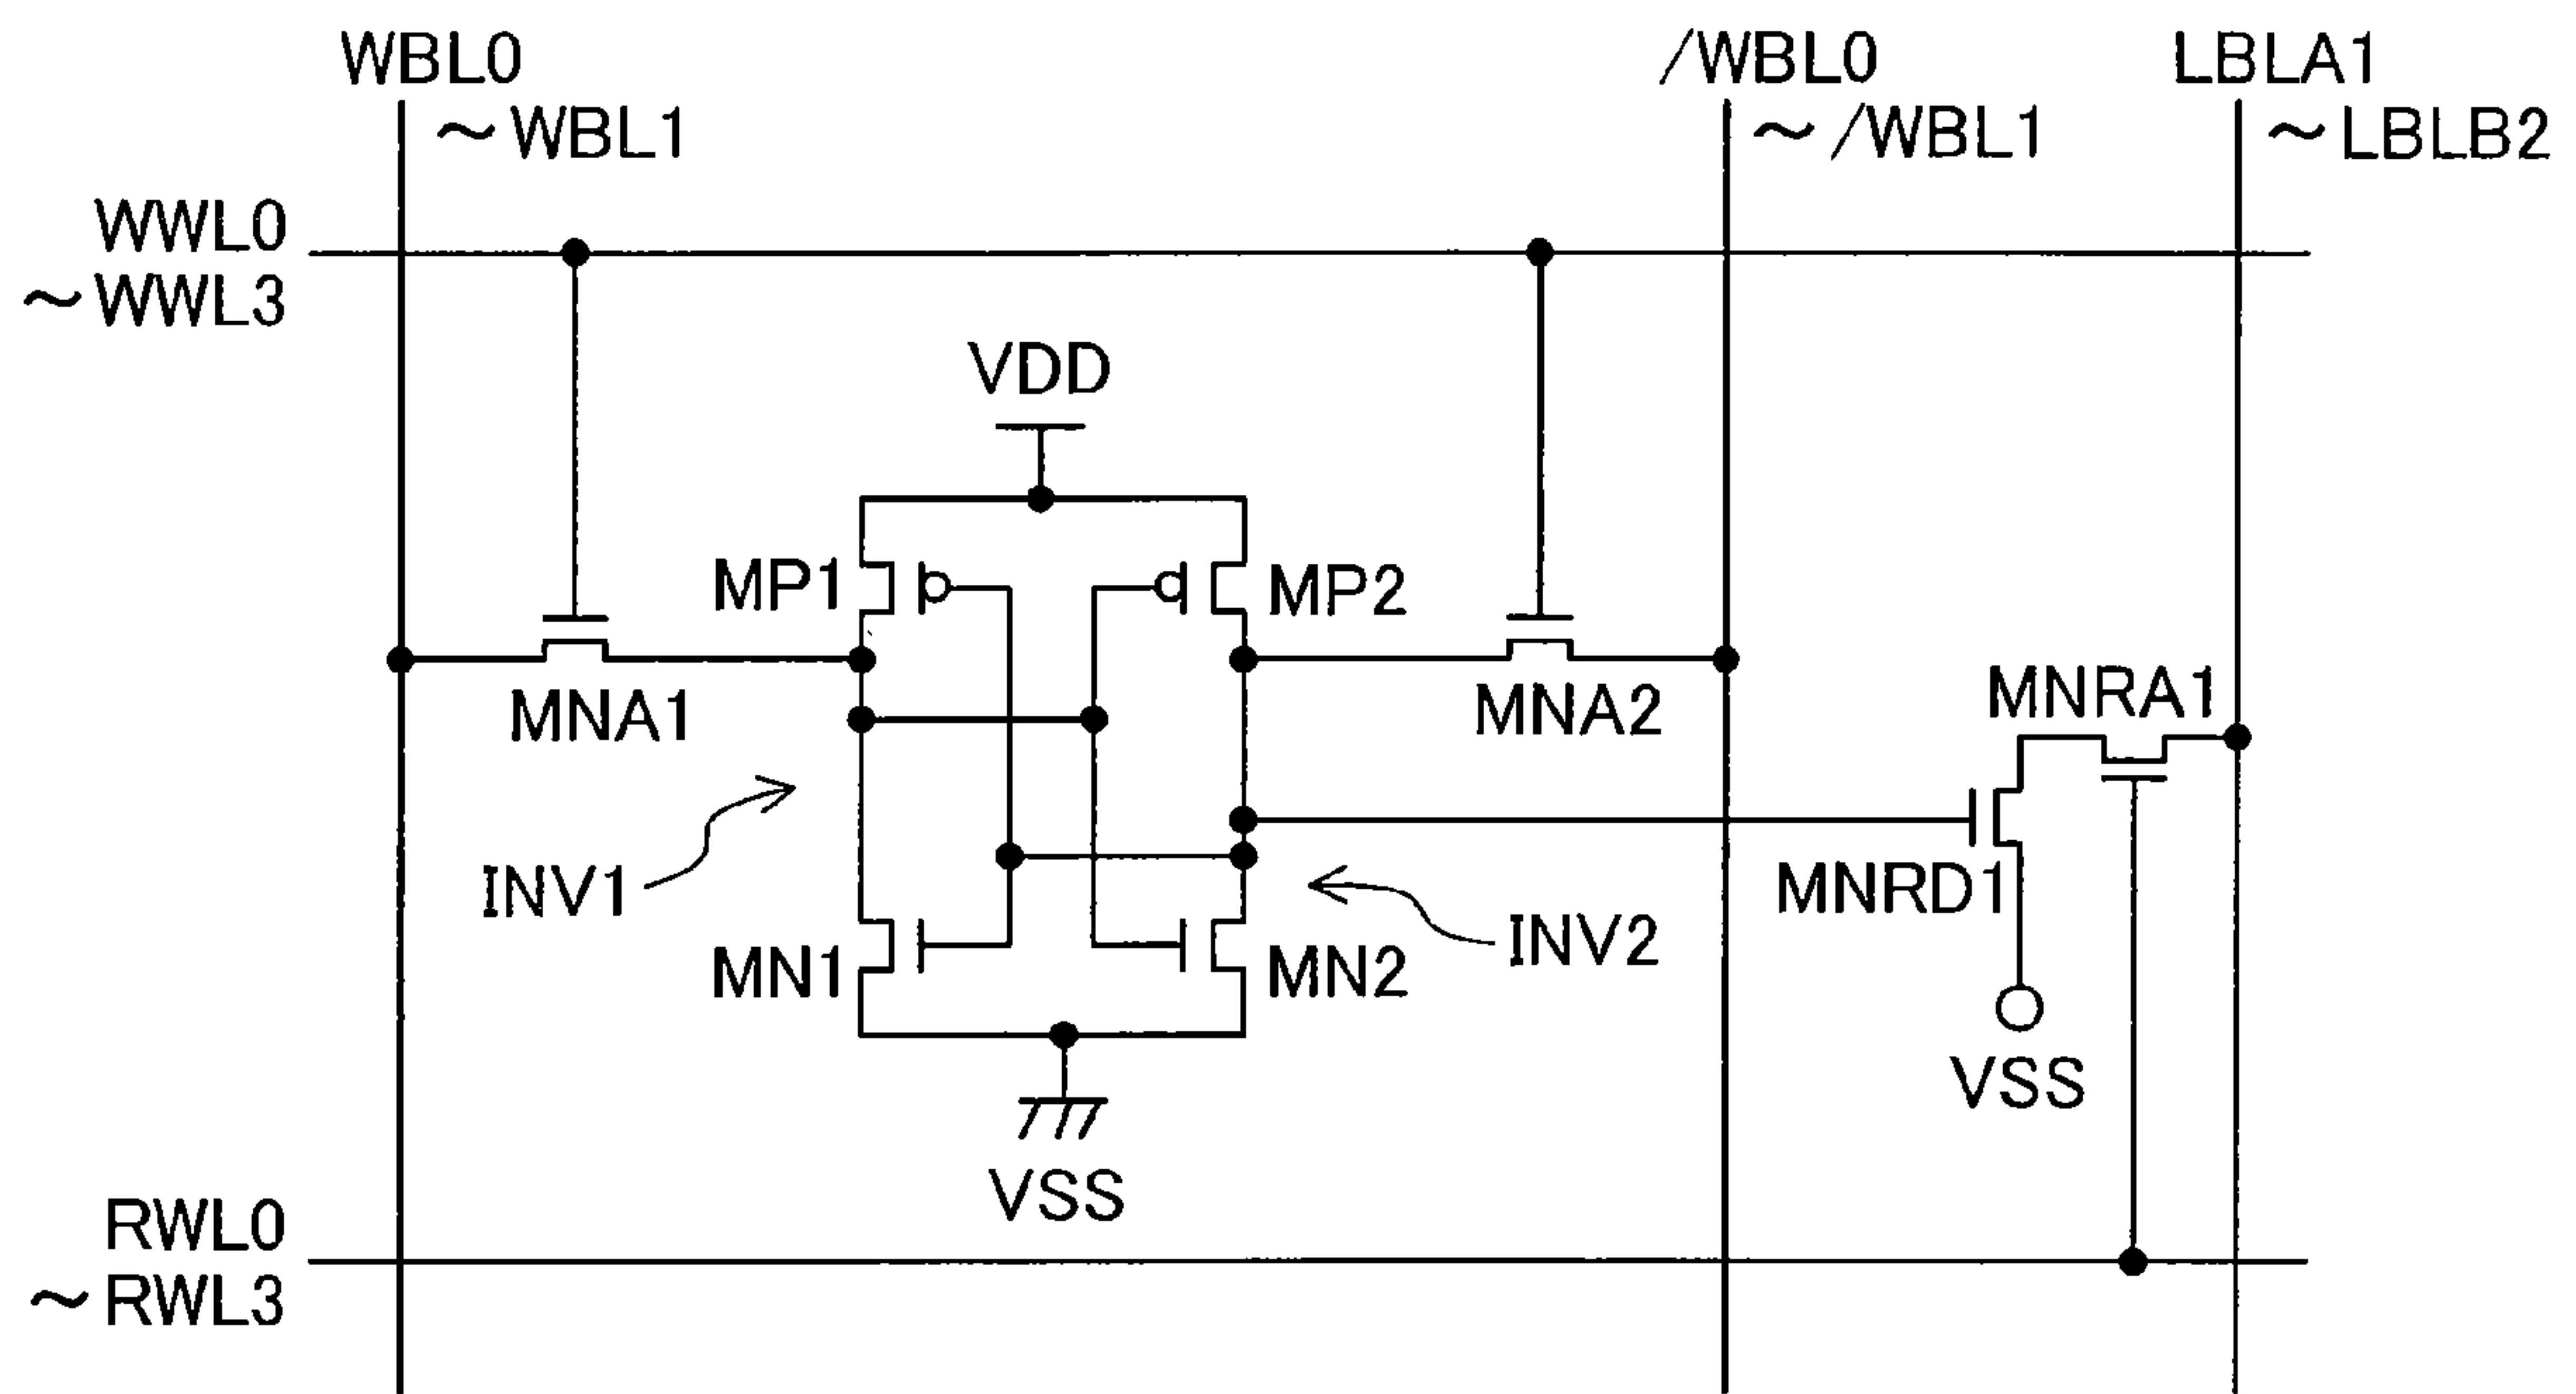 WBL0
~WBL1
/WBL0
~/WBL1
LBLA1
~LBLB2
WWL0
~WWL3
VDD
MP1
MP2
MNA1
MNA2
MNRA1
INV1
MNRD1
INV2
MN1
MN2
VSS
VSS
RWL0
~RWL3